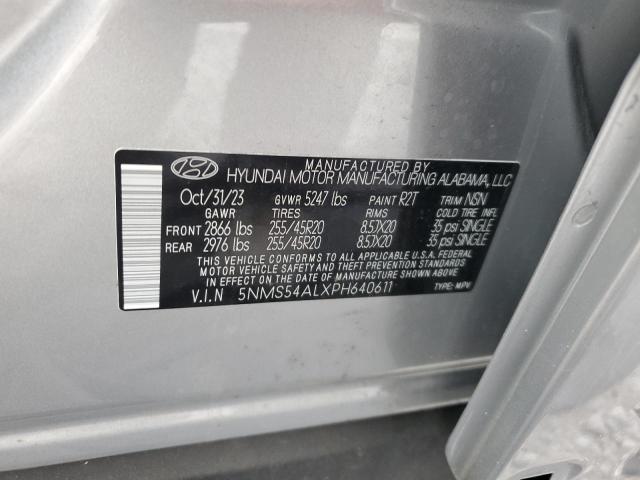 MANUFACTURED BY
HYUNDAI MOTOR MANUFACTURING ALABAMA, LLC
Oct/31/23 GVWR 5247 lbs PAINT R2T TRIM NSN
GAWR TIRES RIMS COLD TIRE INFL
FRONT 2866 lbs 255/45R20 8.57X20 35 psi SINGLE
REAR 2976 lbs 255/45R20 8.57X20 35 psi SINGLE
THIS VEHICLE CONFORMS TO ALL APPLICABLE U.S.A. FEDERAL
MOTOR VEHICLE SAFETY AND THEFT PREVENTION STANDARDS
IN EFFECT ON THE DATE OF MANUFACTURE SHOWN ABOVE.
V.I.N 5NMS54ALXPH640611 TYPE: MPV